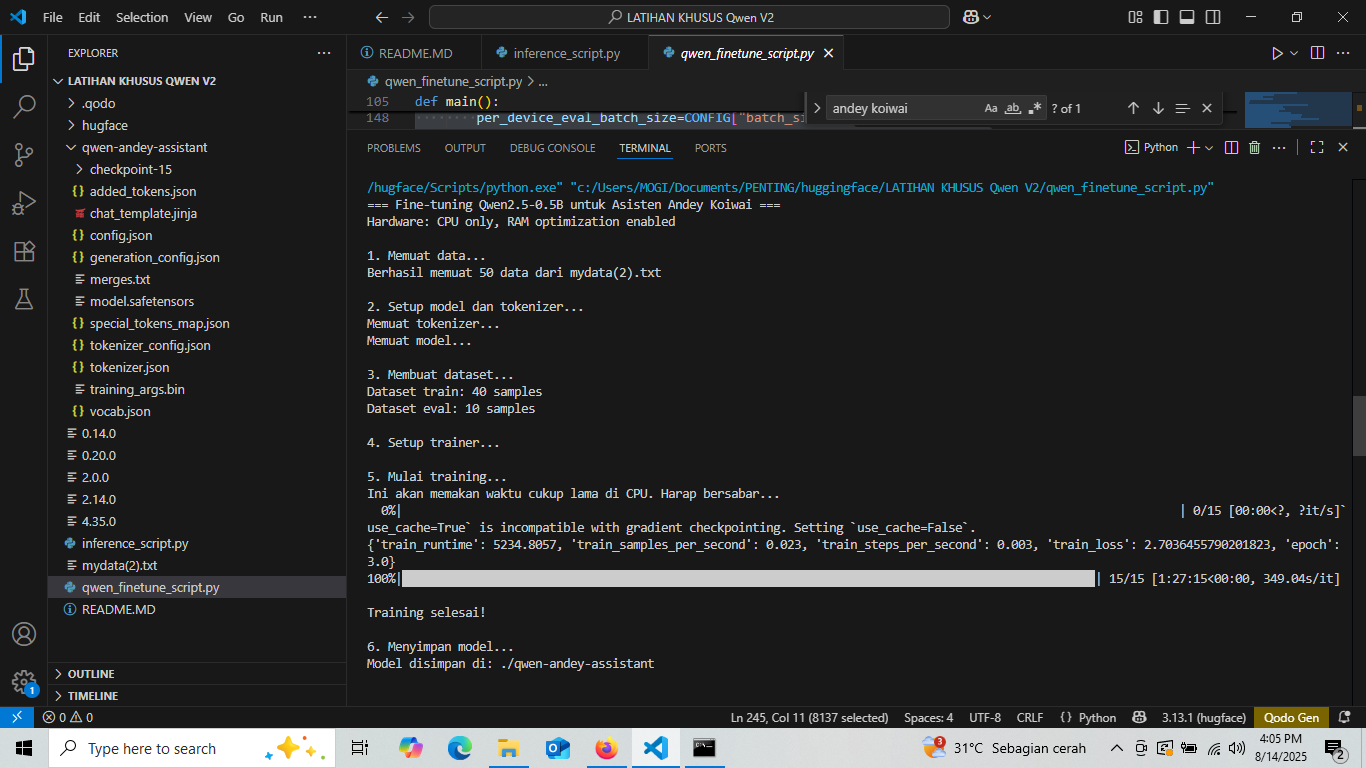 File Edit Selection View Go Run ··· LATIHAN KHUSUS Qwen V2
EXPLORER ···
LATIHAN KHUSUS QWEN V2
.qodo
hugface
qwen-andey-assistant
checkpoint-15
{} added_tokens.json
chat_template.jinja
{} config.json
{} generation_config.json
merges.txt
model.safetensors
{} special_tokens_map.json
{} tokenizer_config.json
{} tokenizer.json
training_args.bin
{} vocab.json
0.14.0
0.20.0
2.0.0
2.14.0
4.35.0
inference_script.py
mydata(2).txt
qwen_finetune_script.py
README.MD
OUTLINE
TIMELINE
README.MD inference_script.py qwen_finetune_script.py
qwen_finetune_script.py > ...
105 def main():
148 per_device_eval_batch_size=CONFIG["batch_si
andey koiwai Aa ab .* ? of 1
PROBLEMS OUTPUT DEBUG CONSOLE TERMINAL PORTS Python
/hugface/Scripts/python.exe" "c:/Users/MOGI/Documents/PENTING/huggingface/LATIHAN KHUSUS Qwen V2/qwen_finetune_script.py"
=== Fine-tuning Qwen2.5-0.5B untuk Asisten Andey Koiwai ===
Hardware: CPU only, RAM optimization enabled
1. Memuat data...
Berhasil memuat 50 data dari mydata(2).txt
2. Setup model dan tokenizer...
Memuat tokenizer...
Memuat model...
3. Membuat dataset...
Dataset train: 40 samples
Dataset eval: 10 samples
4. Setup trainer...
5. Mulai training...
Ini akan memakan waktu cukup lama di CPU. Harap bersabar...
0%| | 0/15 [00:00<?, ?it/s]`
use_cache=True` is incompatible with gradient checkpointing. Setting `use_cache=False`.
{'train_runtime': 5234.8057, 'train_samples_per_second': 0.023, 'train_steps_per_second': 0.003, 'train_loss': 2.7036455790201823, 'epoch':
3.0}
100%| | 15/15 [1:27:15<00:00, 349.04s/it]
Training selesai!
6. Menyimpan model...
Model disimpan di: ./qwen-andey-assistant
1
0 0 Ln 245, Col 11 (8137 selected) Spaces: 4 UTF-8 CRLF {} Python 3.13.1 (hugface) Qodo Gen
Type here to search 3 31°C Sebagian cerah 4:05 PM
8/14/2025 2